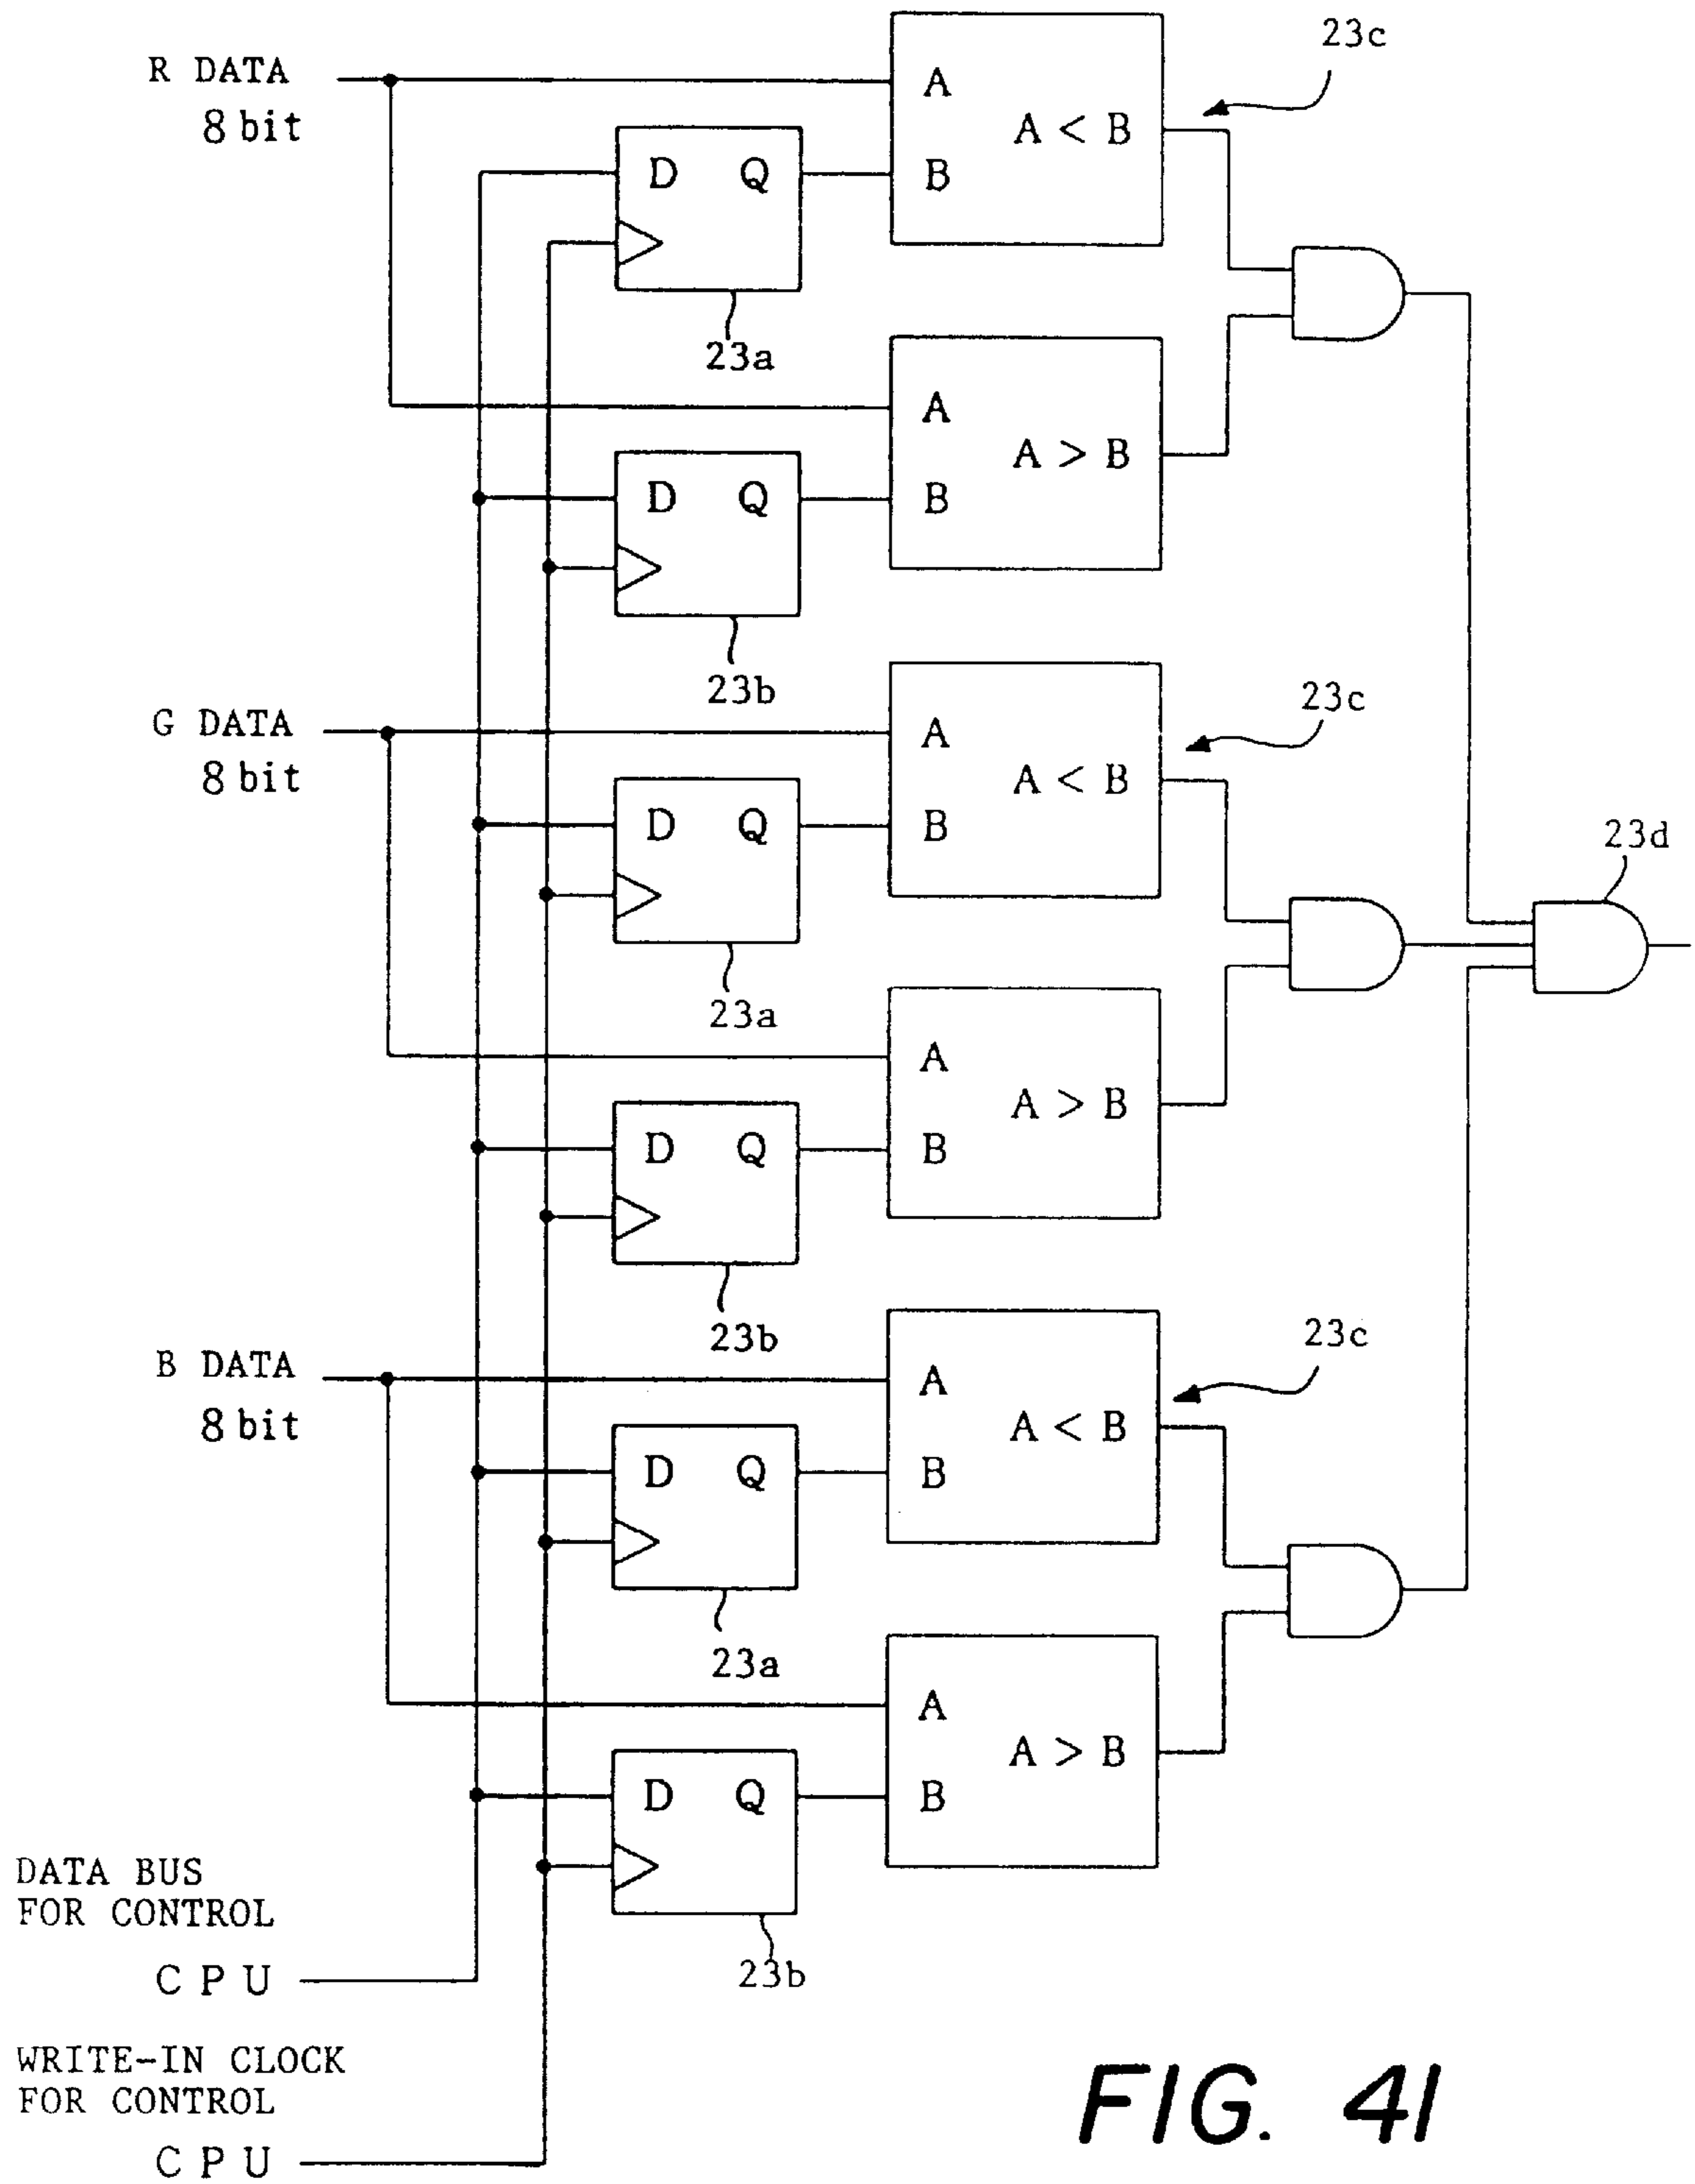 23c
R DATA
8 bit
A
A < B
B
D Q
23a
A
A > B
B
D Q
23b
23c
G DATA
8 bit
A
A < B
B
D Q
23d
23a
A
A > B
B
D Q
23b
23c
B DATA
8 bit
A
A < B
B
D Q
23a
A
A > B
B
D Q
23b
DATA BUS
FOR CONTROL
CPU
WRITE-IN CLOCK
FOR CONTROL
CPU
FIG. 41